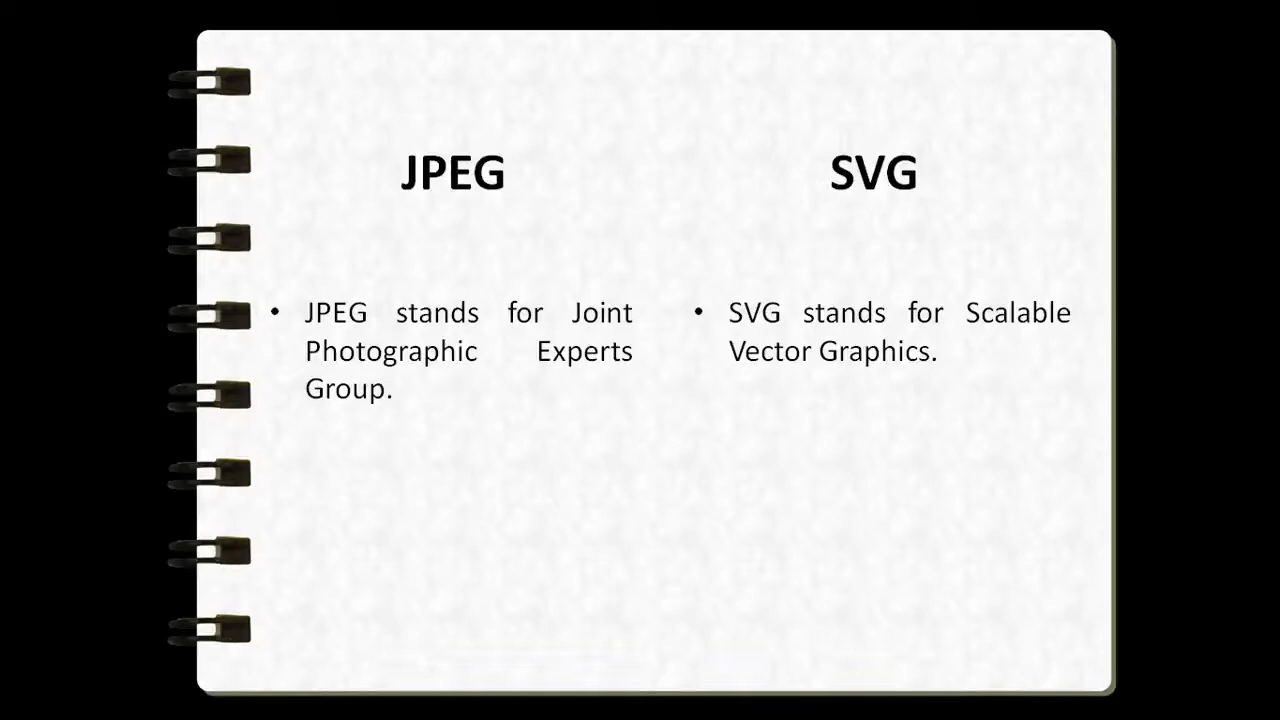 JPEG
SVG
• JPEG stands for Joint
Photographic Experts
Group.
• SVG stands for Scalable
Vector Graphics.